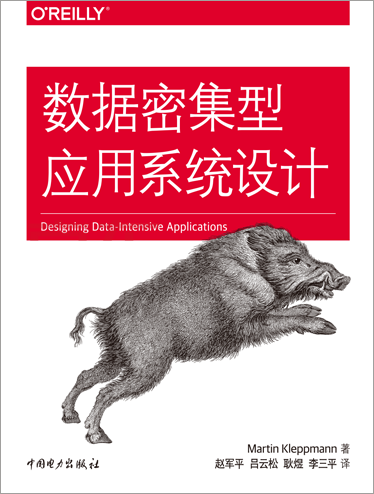 O'REILLY®
数据密集型
应用系统设计
Designing Data-Intensive Applications
Martin Kleppmann 著
赵军平 吕云松 耿煜 李三平 译
中国电力出版社